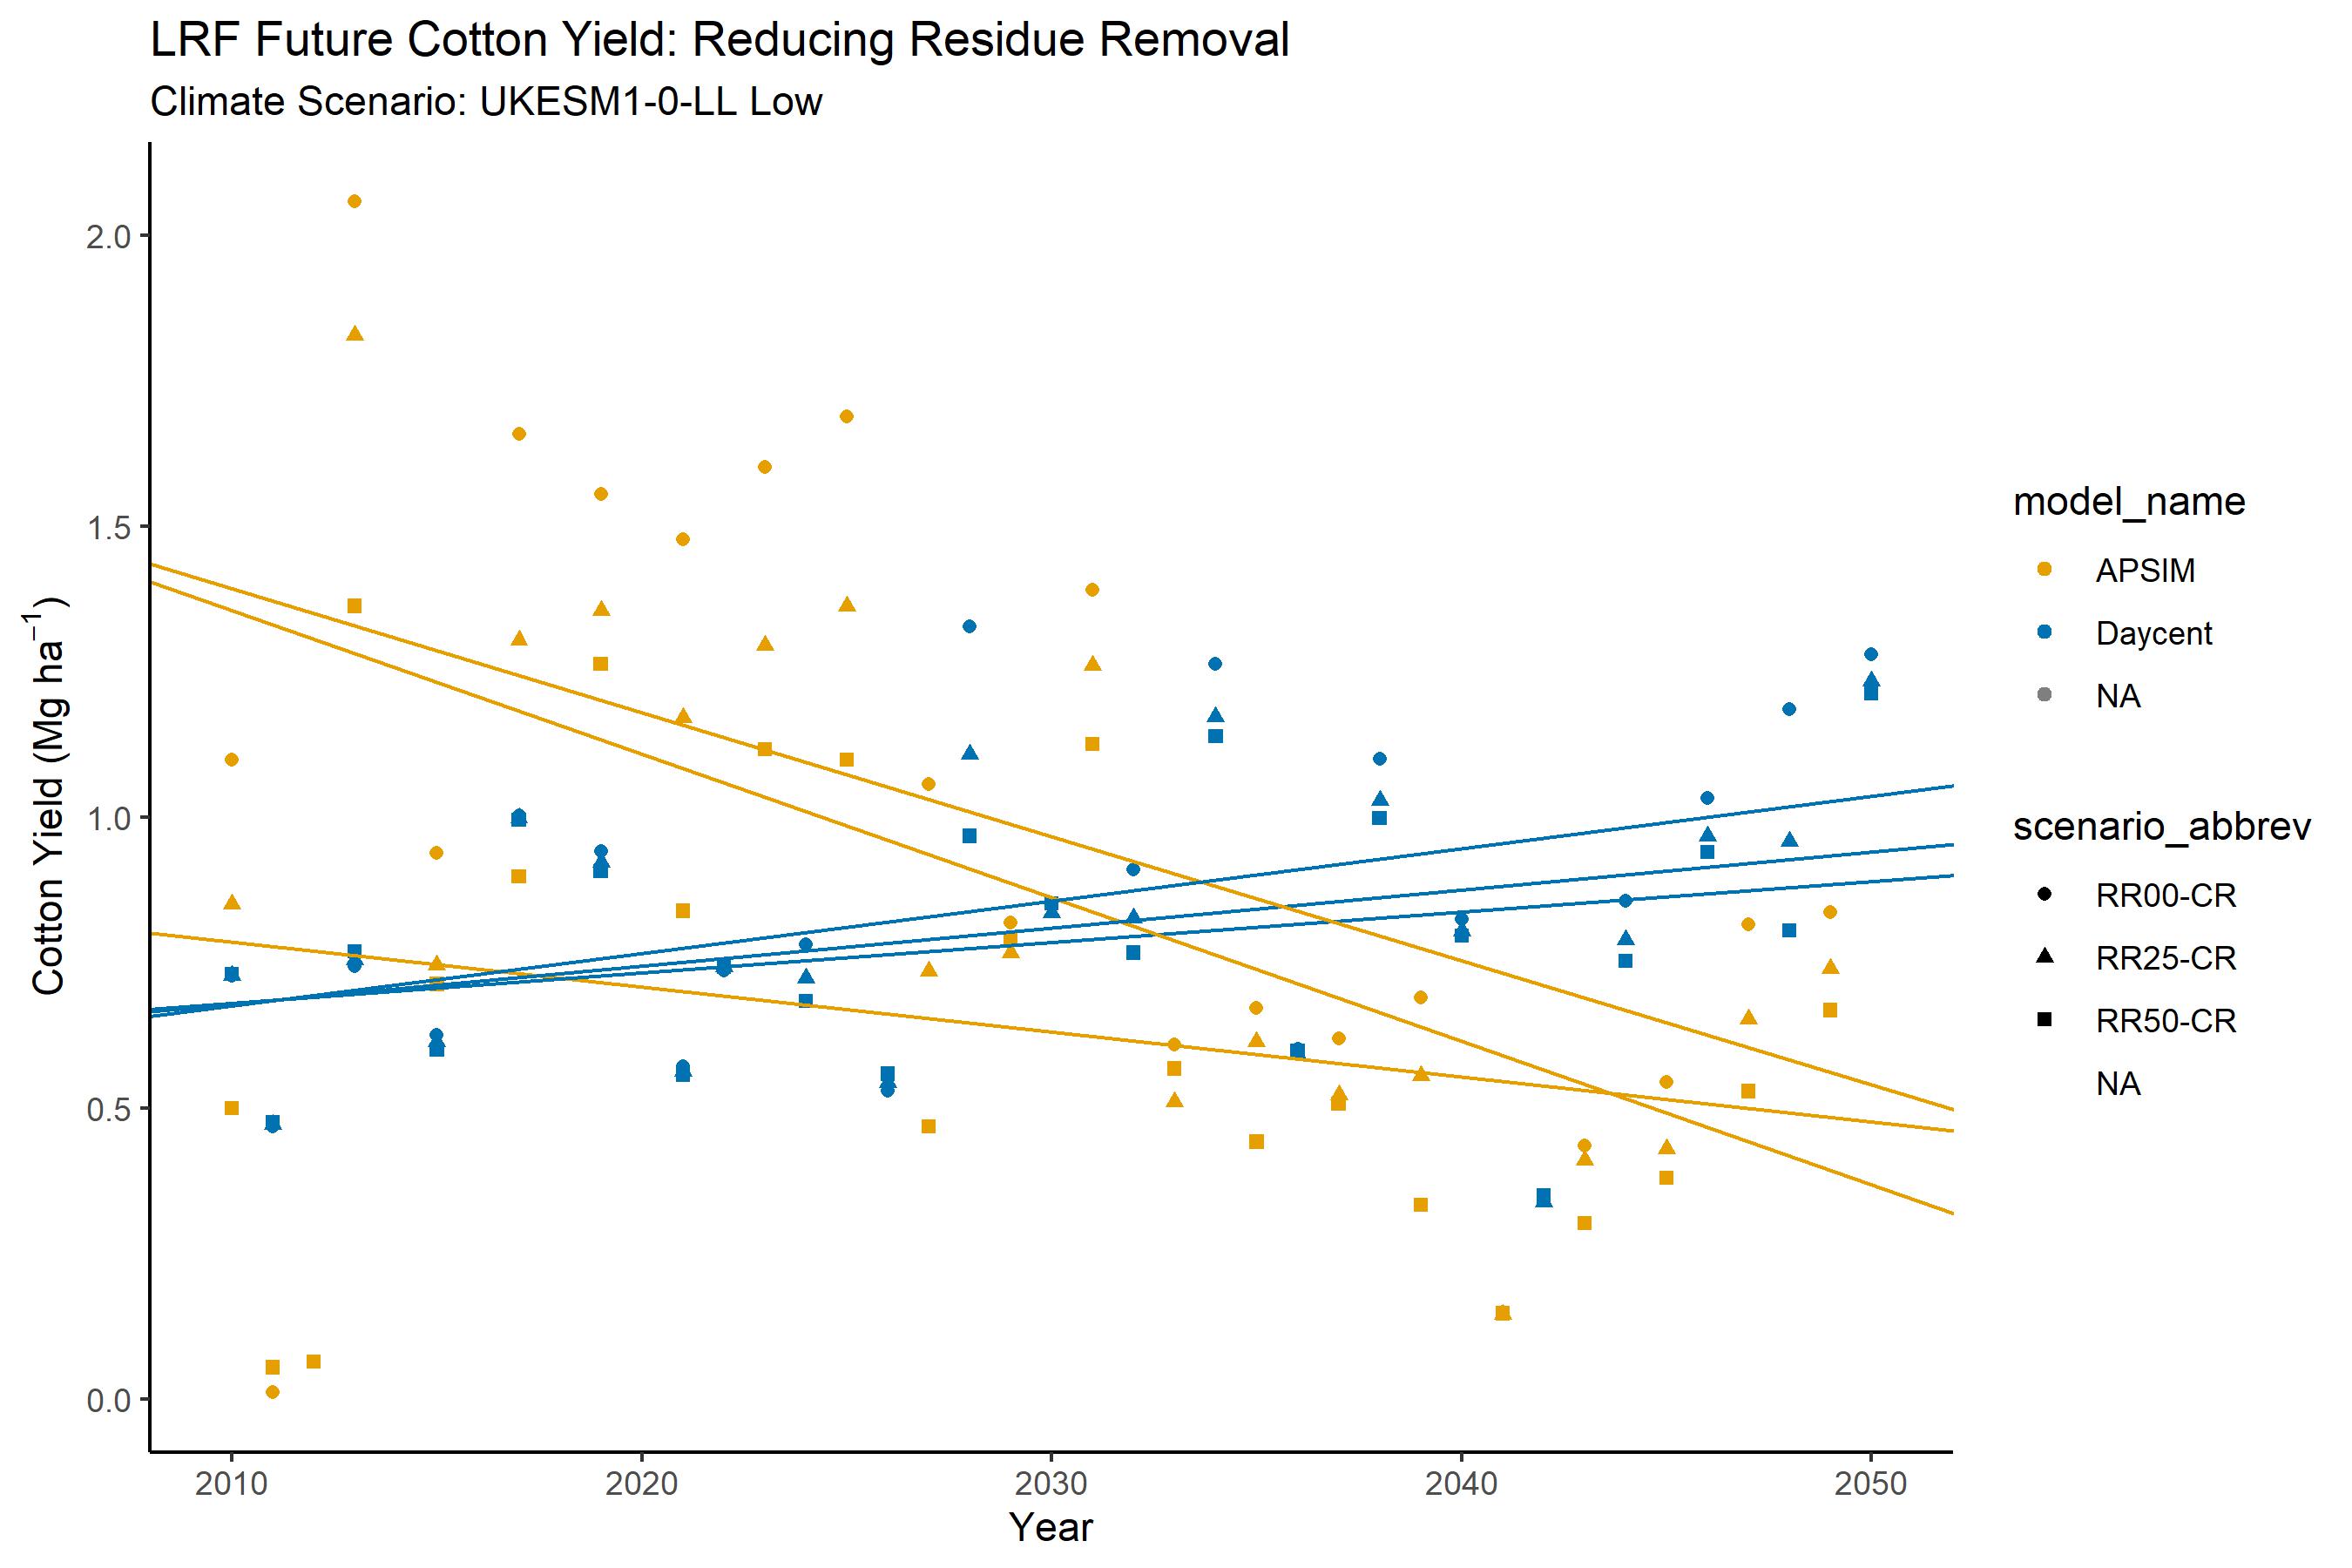 LRF Future Cotton Yield: Reducing Residue Removal
Climate Scenario: UKESM1-0-LL Low
Cotton Yield (Mg ha⁻¹)
2.0
1.5
1.0
0.5
0.0
2010 2020 2030 2040 2050
Year
model_name
APSIM
Daycent
NA
scenario_abbrev
RR00-CR
RR25-CR
RR50-CR
NA